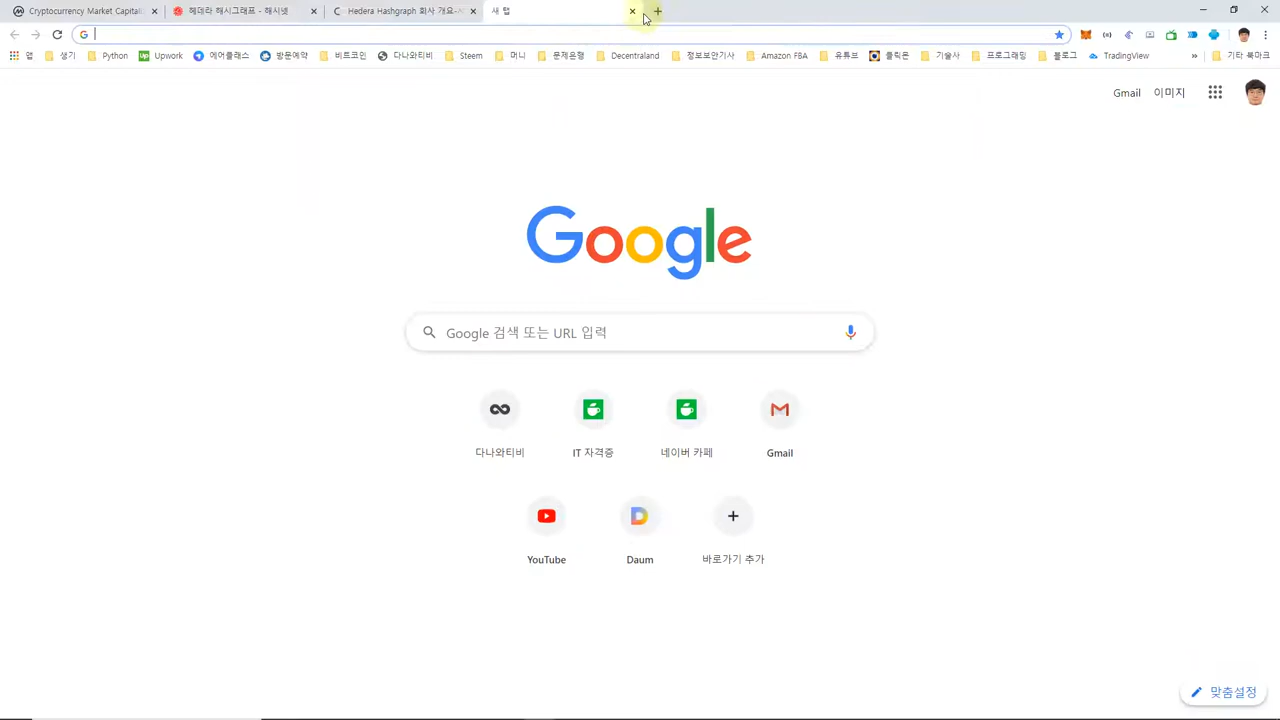 Cryptocurrency Market Capitali
헤데라 해시그래프 - 해시넷
Hedera Hashgraph 회사 개요-
새 탭
앱 생기 Python Up Upwork 에어클래스 방문예약 비트코인 다나와티비 Steem 머니 문제은행 Decentraland 정보보안기사 Amazon FBA 유튜브 클릭몬 기술사 프로그래밍 블로그 TradingView » 기타 북마크
Gmail 이미지
Google
Google 검색 또는 URL 입력
다나와티비 IT 자격증 네이버 카페 Gmail
YouTube Daum 바로가기 추가
맞춤설정